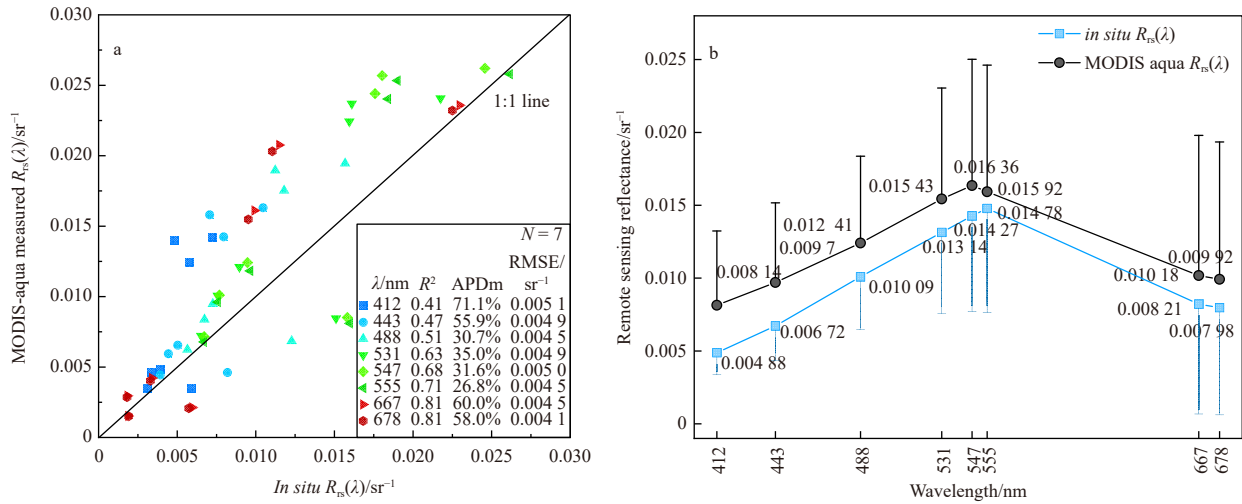 a
0.030
0.025
0.020
0.015
0.010
0.005
0
MODIS-aqua measured Rrs(λ)/sr⁻¹
1:1 line
N = 7
λ/nm R² APDm RMSE/sr⁻¹
412 0.41 71.1% 0.005 1
443 0.47 55.9% 0.004 9
488 0.51 30.7% 0.004 5
531 0.63 35.0% 0.004 9
547 0.68 31.6% 0.005 0
555 0.71 26.8% 0.004 5
667 0.81 60.0% 0.004 5
678 0.81 58.0% 0.004 1
0 0.005 0.010 0.015 0.020 0.025 0.030
In situ Rrs(λ)/sr⁻¹
b
in situ Rrs(λ)
MODIS aqua Rrs(λ)
0.030
0.025
0.020
0.015
0.010
0.005
0
Remote sensing reflectance/sr⁻¹
0.008 14
0.009 7
0.012 41
0.015 43
0.016 36
0.015 92
0.010 18
0.009 92
0.004 88
0.006 72
0.010 09
0.013 14
0.014 27
0.014 78
0.008 21
0.007 98
412 443 488 531 547 555 667 678
Wavelength/nm